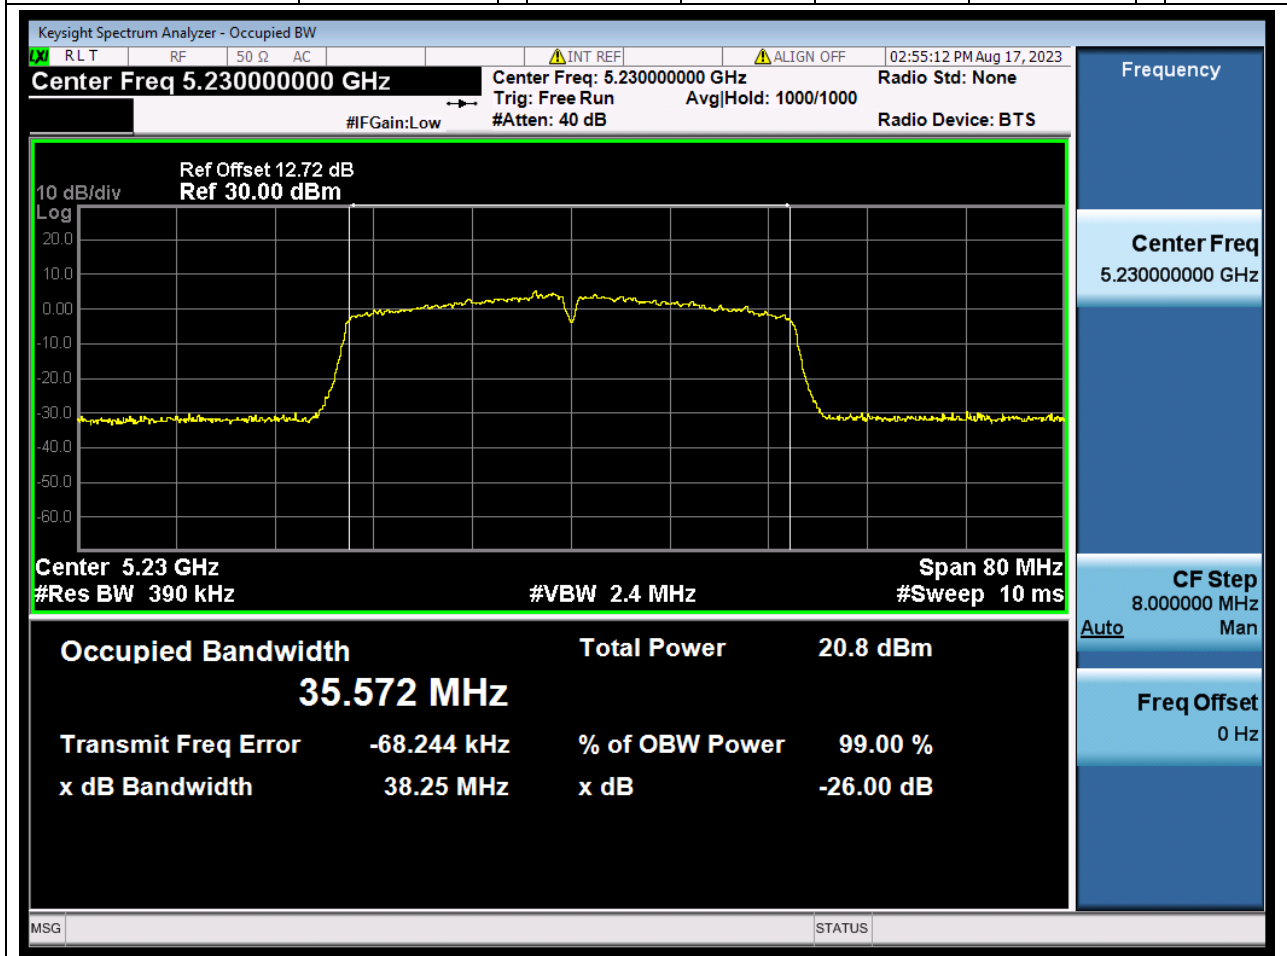 Keysight Spectrum Analyzer - Occupied BW
LXI RLT RF 50 Ω AC INT REF ALIGN OFF 02:55:12 PM Aug 17, 2023
Center Freq 5.230000000 GHz
Center Freq: 5.230000000 GHz
Radio Std: None
Trig: Free Run Avg|Hold: 1000/1000
#IFGain:Low
#Atten: 40 dB
Radio Device: BTS
Ref Offset 12.72 dB
10 dB/div Ref 30.00 dBm
Log
20.0
10.0
0.00
-10.0
-20.0
-30.0
-40.0
-50.0
-60.0
Center 5.23 GHz Span 80 MHz
#Res BW 390 kHz #VBW 2.4 MHz #Sweep 10 ms
Occupied Bandwidth Total Power 20.8 dBm
35.572 MHz
Transmit Freq Error -68.244 kHz % of OBW Power 99.00 %
x dB Bandwidth 38.25 MHz x dB -26.00 dB
MSG STATUS
Frequency
Center Freq
5.230000000 GHz
CF Step
8.000000 MHz
Auto Man
Freq Offset
0 Hz